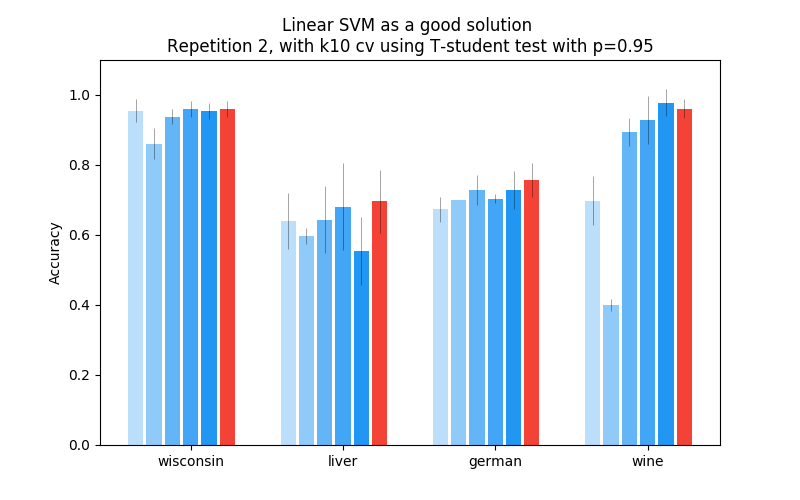 Linear SVM as a good solution
Repetition 2, with k10 cv using T-student test with p=0.95
Accuracy
1.0
0.8
0.6
0.4
0.2
0.0
wisconsin
liver
german
wine